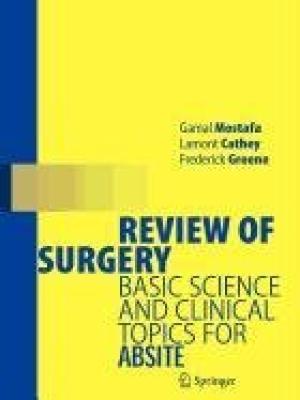 Gamal Mostafa
Lamont Cathey
Frederick Greene
REVIEW OF
SURGERY
BASIC SCIENCE
AND CLINICAL
TOPICS FOR
ABSITE
Springer